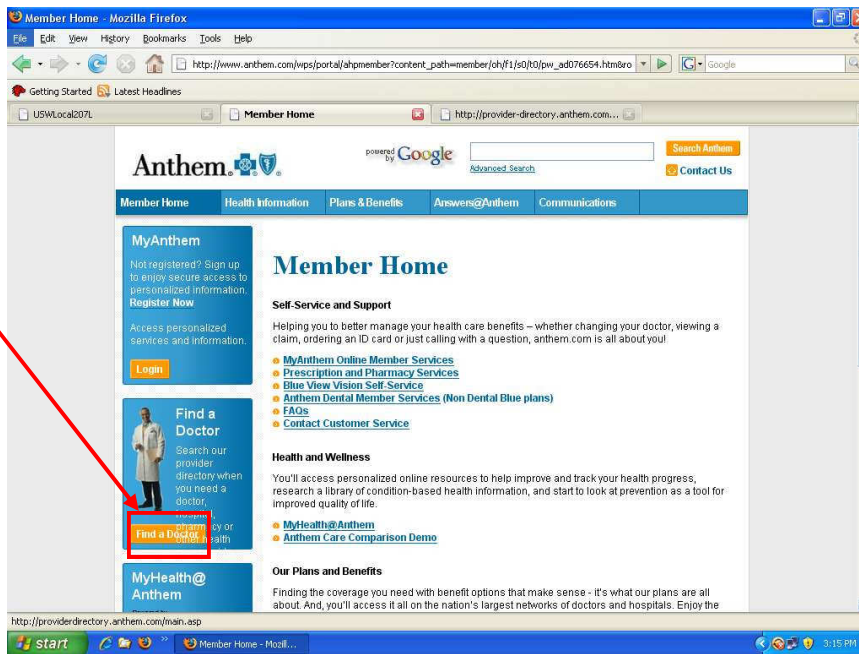 Member Home - Mozilla Firefox
File Edit View History Bookmarks Tools Help
http://www.anthem.com/wps/portal/ahpmember?content_path=member/oh/f1/s0/t0/pw_ad076654.htm&ro
Google
Getting Started Latest Headlines
USWLocal207L Member Home http://provider-directory.anthem.com...
Anthem.
powered by Google
Search Anthem
Advanced Search
Contact Us
Member Home Health Information Plans & Benefits Answers@Anthem Communications
MyAnthem
Not registered? Sign up
to enjoy secure access to
personalized information.
Register Now
Access personalized
services and information.
Login
Find a
Doctor
Search our
provider
directory when
you need a
doctor,
hospital,
pharmacy or
other health
Find a Doctor
MyHealth@
Anthem
Member Home
Self-Service and Support
Helping you to better manage your health care benefits – whether changing your doctor, viewing a
claim, ordering an ID card or just calling with a question, anthem.com is all about you!
MyAnthem Online Member Services
Prescription and Pharmacy Services
Blue View Vision Self-Service
Anthem Dental Member Services (Non Dental Blue plans)
FAQs
Contact Customer Service
Health and Wellness
You'll access personalized online resources to help improve and track your health progress,
research a library of condition-based health information, and start to look at prevention as a tool for
improved quality of life.
MyHealth@Anthem
Anthem Care Comparison Demo
Our Plans and Benefits
Finding the coverage you need with benefit options that make sense - it's what our plans are all
about. And, you'll access it all on the nation's largest networks of doctors and hospitals. Enjoy the
http://providerdirectory.anthem.com/main.asp
start Member Home - Mozill... 3:15 PM